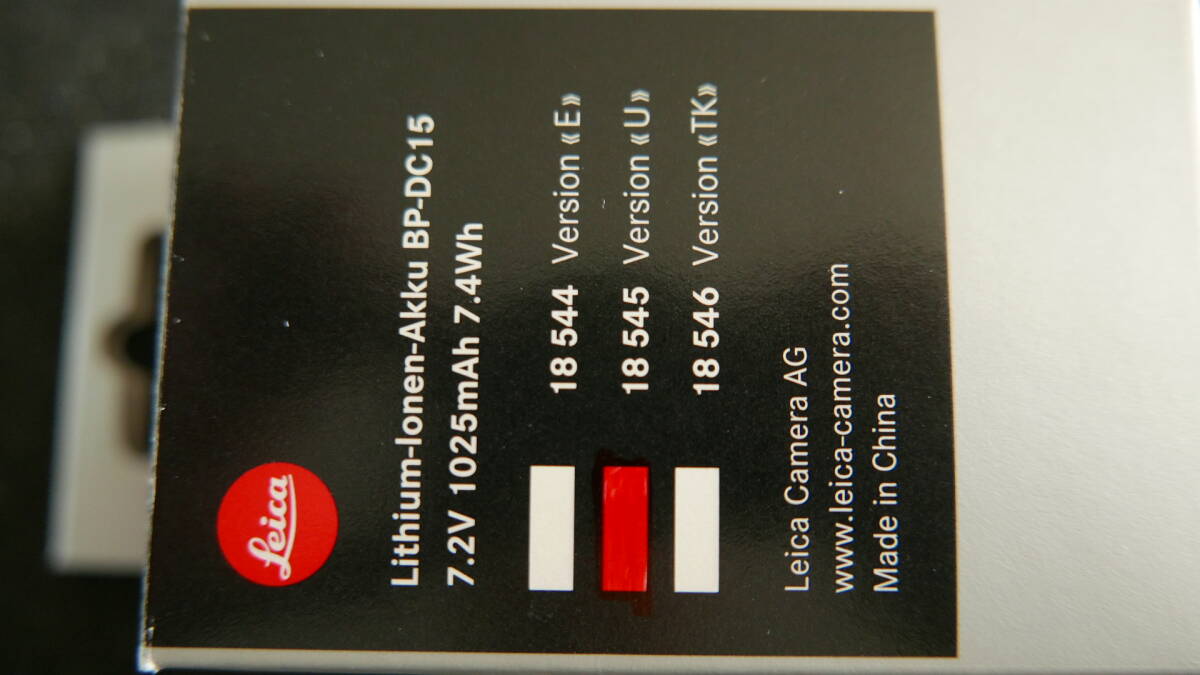 Leica
Lithium-Ionen-Akku BP-DC15
7.2V 1025mAh 7.4Wh
18 544 Version «E»
18 545 Version «U»
18 546 Version «TK»
Leica Camera AG
www.leica-camera.com
Made in China